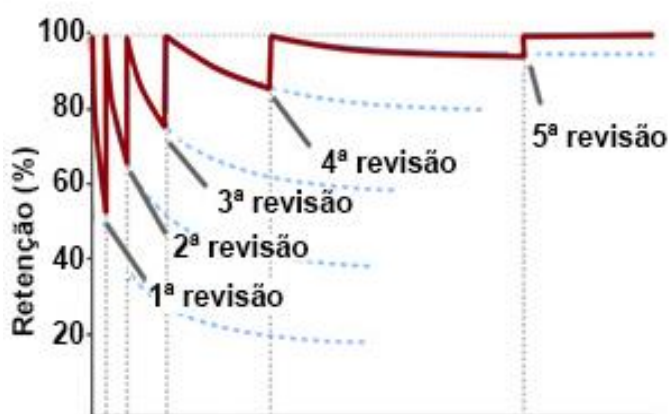 100
80
60
40
20
Retenção (%)
1ª revisão
2ª revisão
3ª revisão
4ª revisão
5ª revisão